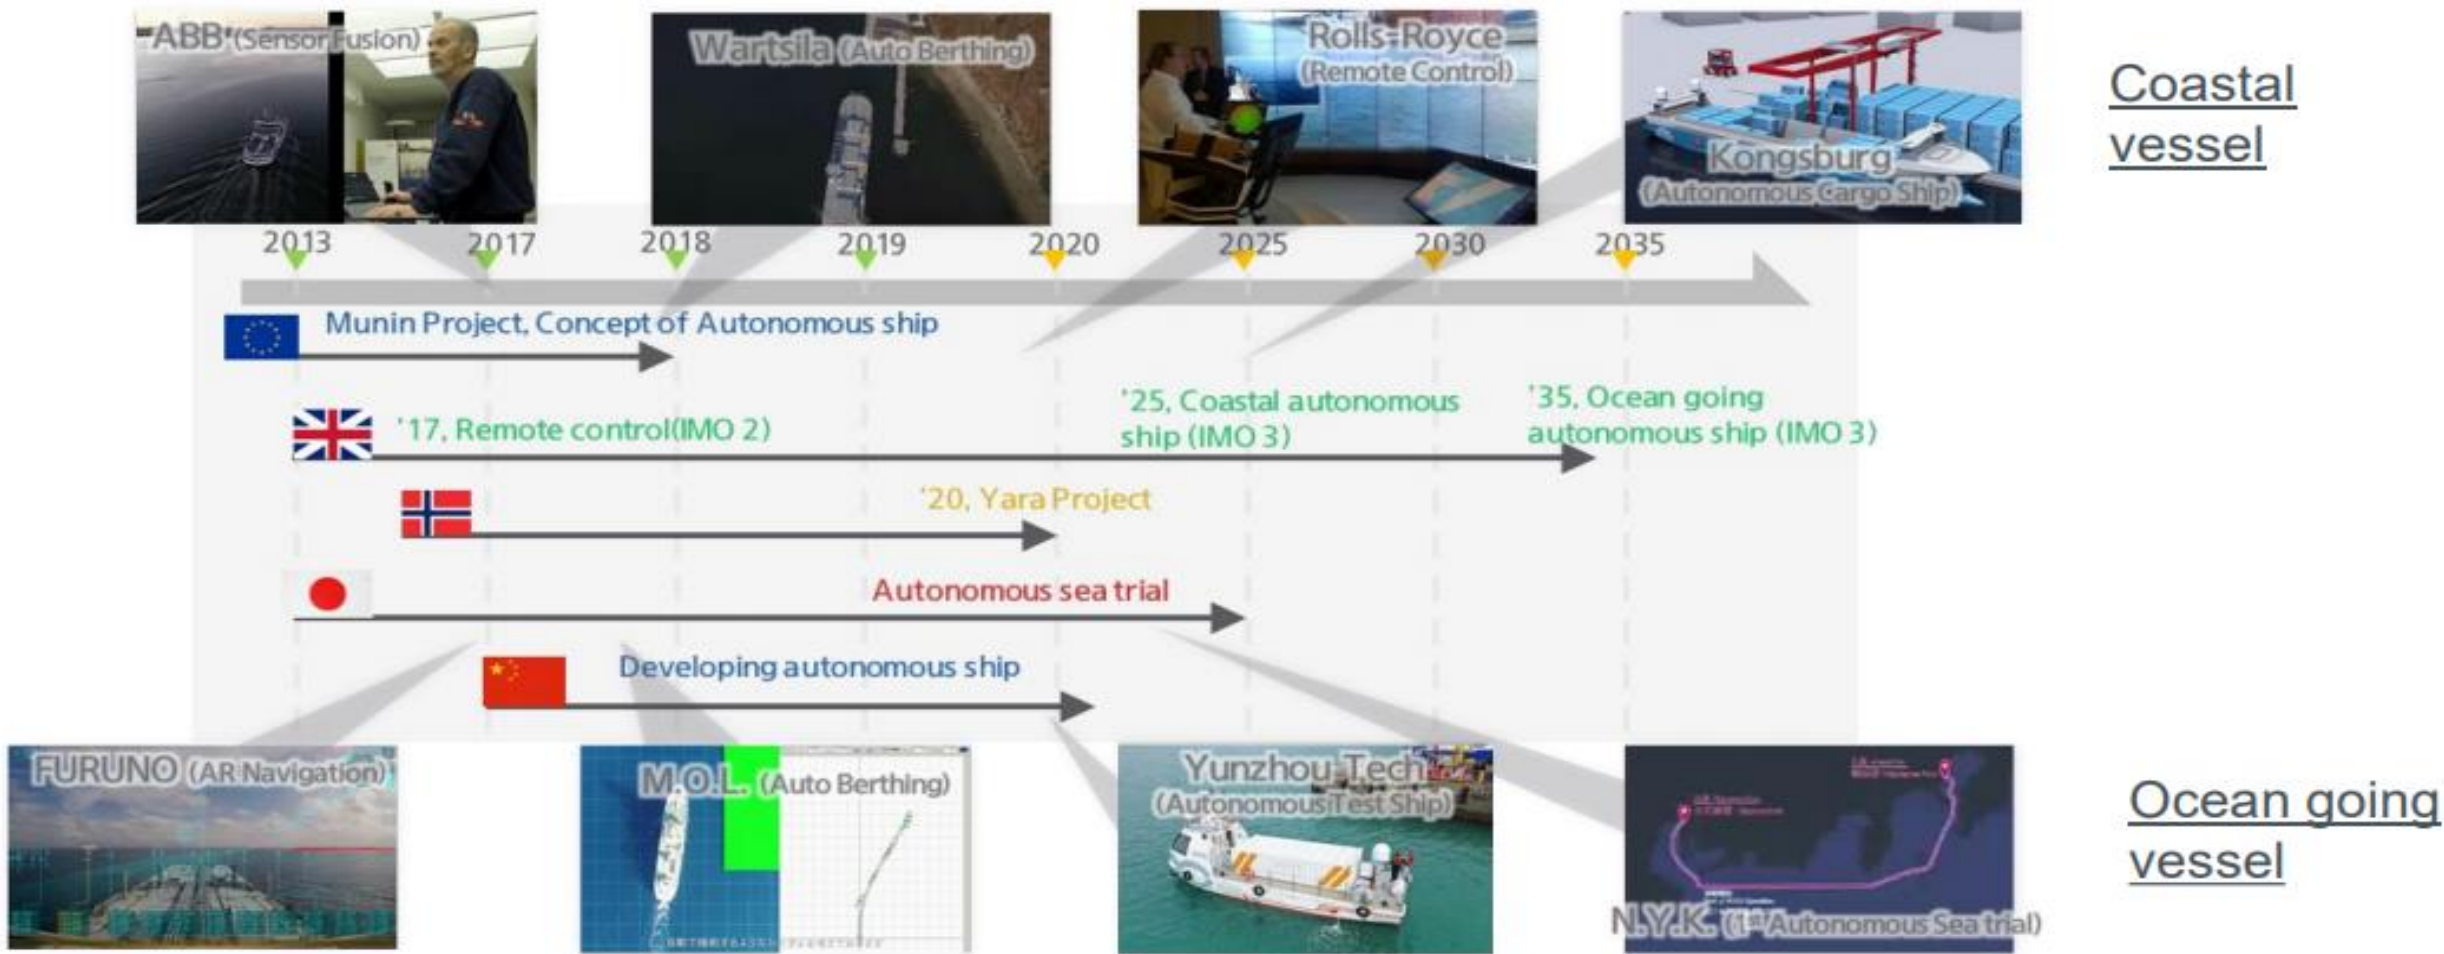 ABB (Sensor Fusion)
Wartsila (Auto Berthing)
Rolls-Royce
(Remote Control)
Kongsburg
(Autonomous Cargo Ship)
Coastal
vessel
2013
2017
2018
2019
2020
2025
2030
2035
Munin Project, Concept of Autonomous ship
'17, Remote control(IMO 2)
'25, Coastal autonomous
ship (IMO 3)
'35, Ocean going
autonomous ship (IMO 3)
'20, Yara Project
Autonomous sea trial
Developing autonomous ship
FURUNO (AR Navigation)
M.O.L. (Auto Berthing)
Yunzhou Tech
(Autonomous Test Ship)
N.Y.K. (1st Autonomous Sea trial)
Ocean going
vessel